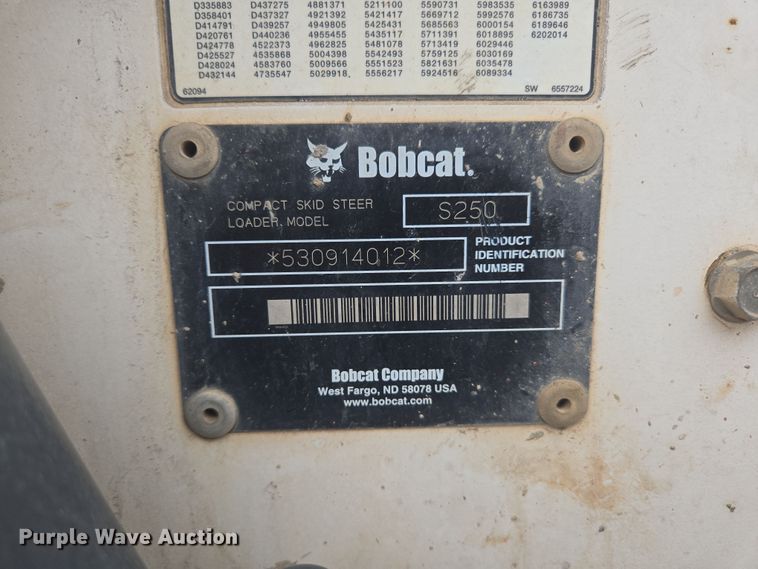 D335883 D437275 4881371 5211100 5590731 5983535 6163989
D358401 D437327 4921392 5421417 5669712 5992576 6186735
D414791 D439257 4949805 5425431 5685563 6000154 6189646
D420761 D440236 4955455 5435117 5711391 6018895 6202014
D424778 4522373 4962825 5481078 5713419 6029446
D425527 4535868 5004398 5542493 5759125 6030169
D428024 4583760 5009566 5551523 5821631 6035478
D432144 4735547 5029918 5556217 5924516 6089334
62094 SW 6557224
Bobcat.
COMPACT SKID STEER
LOADER MODEL
S250
*530914012*
PRODUCT
IDENTIFICATION
NUMBER
Bobcat Company
West Fargo, ND 58078 USA
www.bobcat.com
Purple Wave Auction